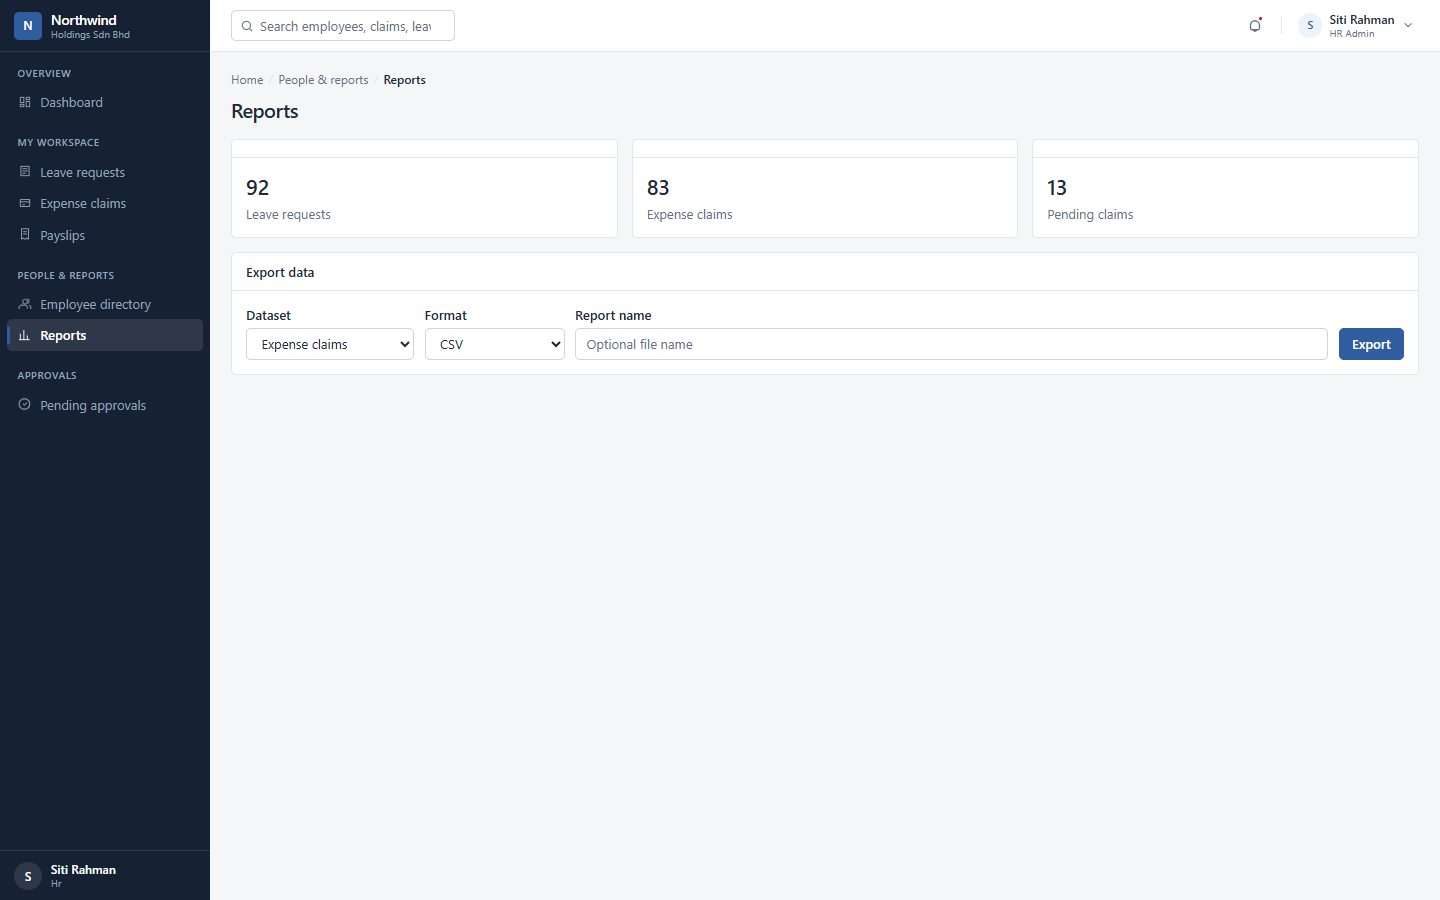 N
Northwind
Holdings Sdn Bhd
OVERVIEW
Dashboard
MY WORKSPACE
Leave requests
Expense claims
Payslips
PEOPLE & REPORTS
Employee directory
Reports
APPROVALS
Pending approvals
S
Siti Rahman
Hr
Search employees, claims, leav
S
Siti Rahman
HR Admin
Home / People & reports / Reports
Reports
92
Leave requests
83
Expense claims
13
Pending claims
Export data
Dataset
Expense claims
Format
CSV
Report name
Optional file name
Export